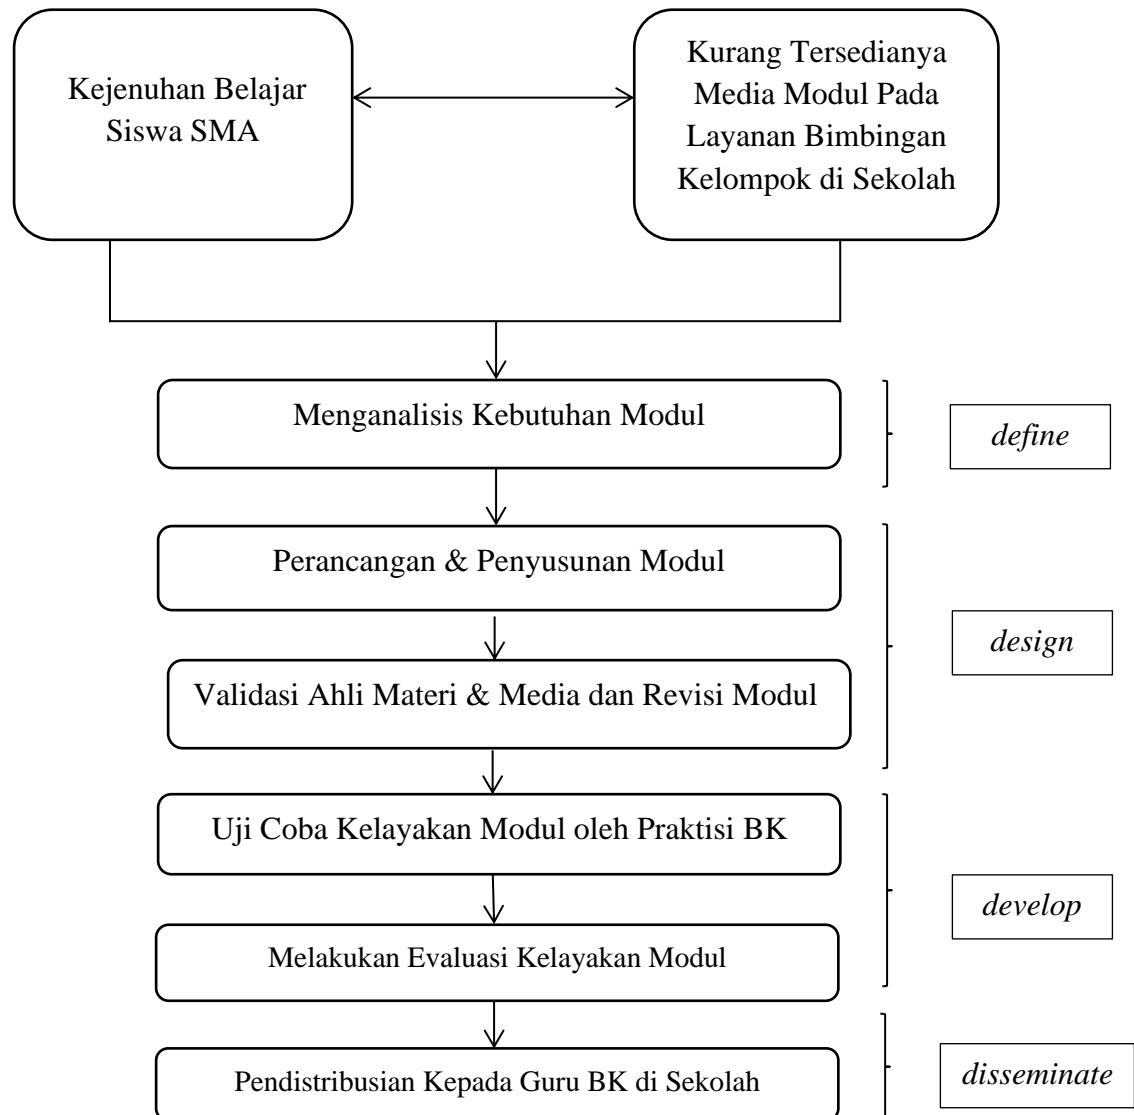 Kejenuhan Belajar
Siswa SMA
Kurang Tersedianya
Media Modul Pada
Layanan Bimbingan
Kelompok di Sekolah
Menganalisis Kebutuhan Modul
define
Perancangan & Penyusunan Modul
design
Validasi Ahli Materi & Media dan Revisi Modul
Uji Coba Kelayakan Modul oleh Praktisi BK
develop
Melakukan Evaluasi Kelayakan Modul
Pendistribusian Kepada Guru BK di Sekolah
disseminate